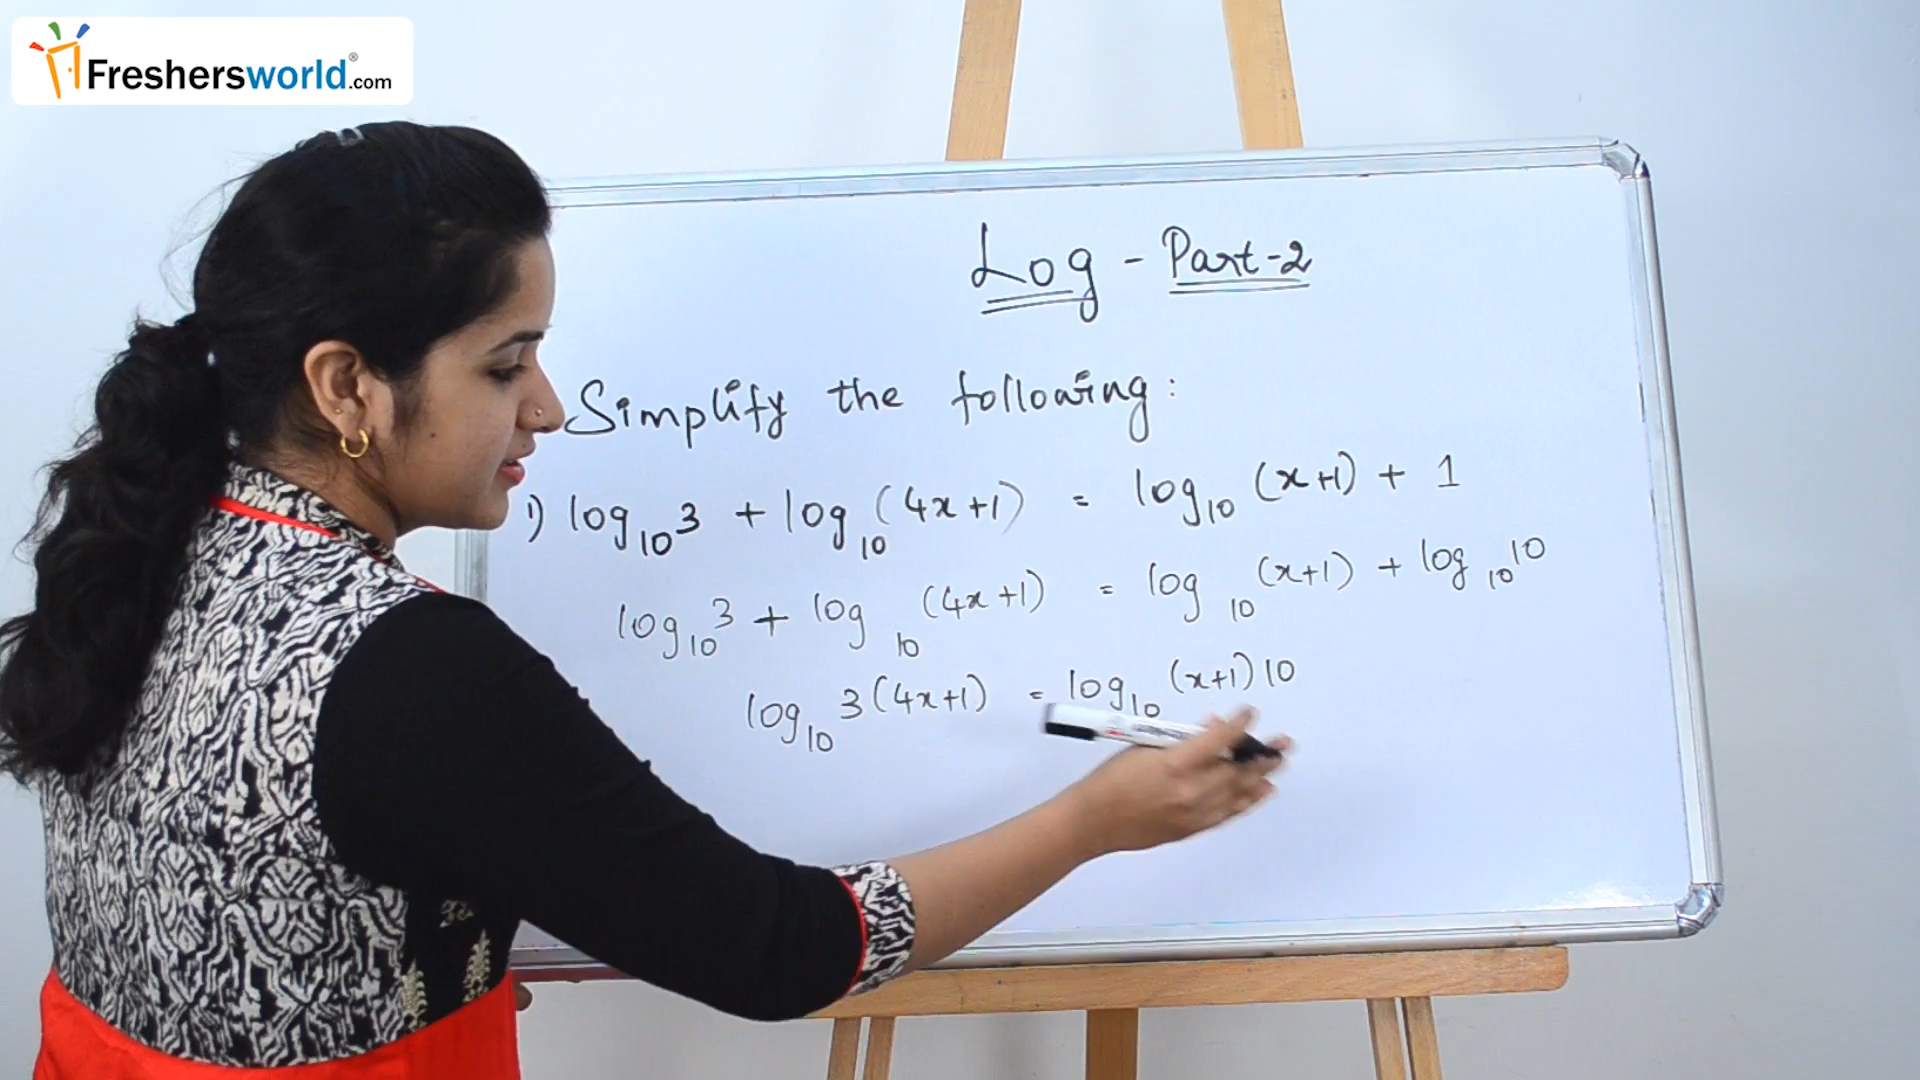 Freshersworld®.com
Log - Part-2
Simplify the following:
1) log₁₀3 + log₁₀(4x+1) = log₁₀(x+1) + 1
log₁₀3 + log₁₀(4x+1) = log₁₀(x+1) + log₁₀10
log₁₀3(4x+1) = log₁₀(x+1)10